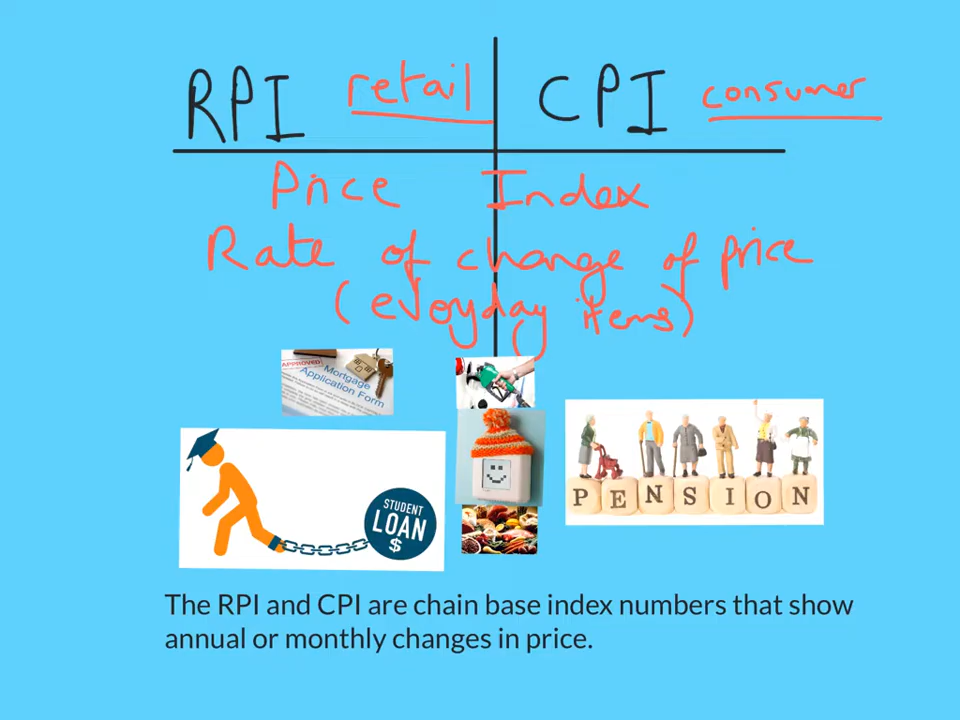 RPI retail CPI consumer
Price Index
Rate of change of price
(everyday items)
APPROVED
Mortgage
Application Form
STUDENT
LOAN
$
PENSION
The RPI and CPI are chain base index numbers that show
annual or monthly changes in price.